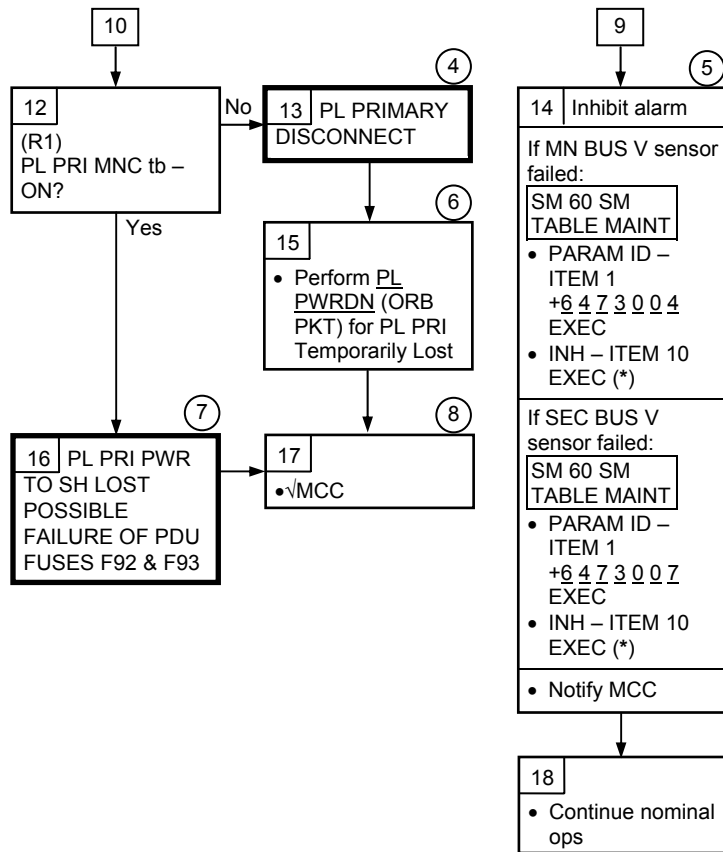 10
12
(R1)
PL PRI MNC tb –
ON?
No
Yes
4
13 PL PRIMARY
DISCONNECT
6
15
• Perform PL
PWRDN (ORB
PKT) for PL PRI
Temporarily Lost
7
16 PL PRI PWR
TO SH LOST
POSSIBLE
FAILURE OF PDU
FUSES F92 & F93
8
17
•√MCC
9
5
14 Inhibit alarm
If MN BUS V sensor
failed:
SM 60 SM
TABLE MAINT
• PARAM ID –
ITEM 1
+6 4 7 3 0 0 4
EXEC
• INH – ITEM 10
EXEC (*)
If SEC BUS V
sensor failed:
SM 60 SM
TABLE MAINT
• PARAM ID –
ITEM 1
+6 4 7 3 0 0 7
EXEC
• INH – ITEM 10
EXEC (*)
• Notify MCC
18
• Continue nominal
ops